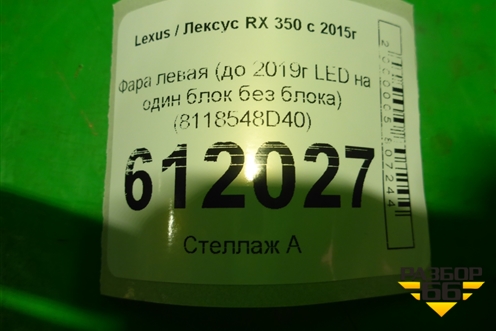 Lexus / Лексус RX 350 с 2015г
Фара левая (до 2019г LED на
один блок без блока)
(8118548D40)
612027
Стеллаж А
2000005807244
РАЗБОР
66